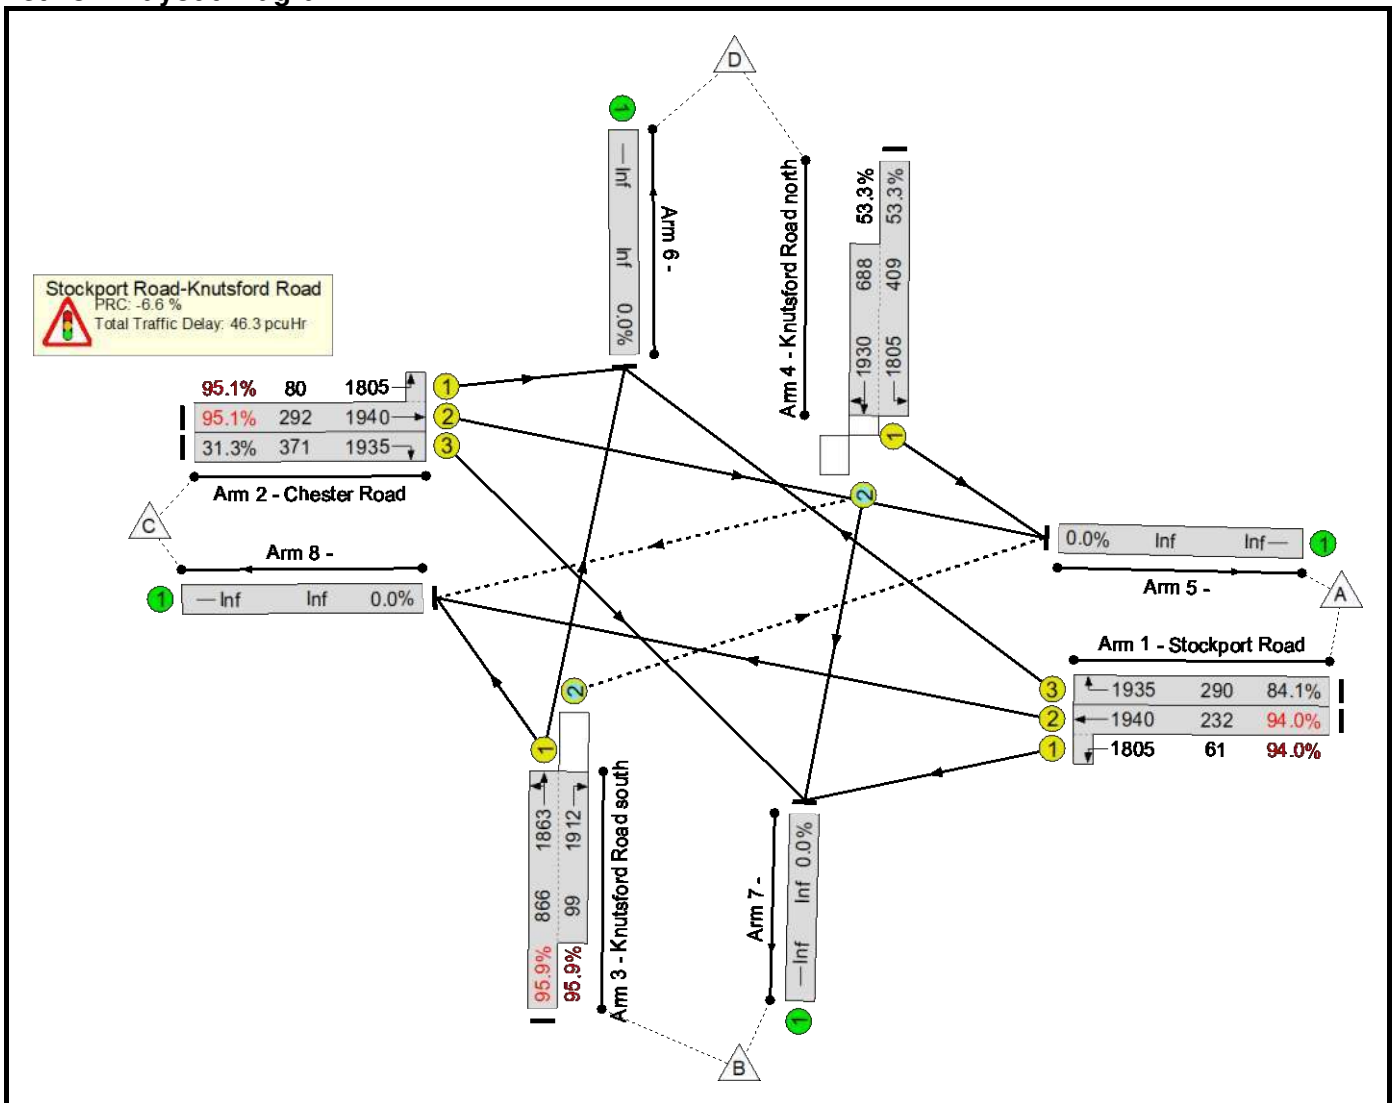 D
1
Inf Inf 0.0%
Arm 6 -
Arm 4 - Knutsford Road north
53.3% 53.3%
688 409
1930 1805
1
2
Stockport Road-Knutsford Road
PRC: -6.6 %
Total Traffic Delay: 46.3 pcuHr
95.1% 80 1805 1
95.1% 292 1940 2
31.3% 371 1935 3
Arm 2 - Chester Road
C
Arm 8 -
1 Inf Inf 0.0%
0.0% Inf Inf 1
Arm 5 -
A
Arm 1 - Stockport Road
3 1935 290 84.1%
2 1940 232 94.0%
1 1805 61 94.0%
2
1
1863 1912
866 99
95.9% 95.9%
Arm 3 - Knutsford Road south
Arm 7 -
Inf Inf 0.0%
1
B